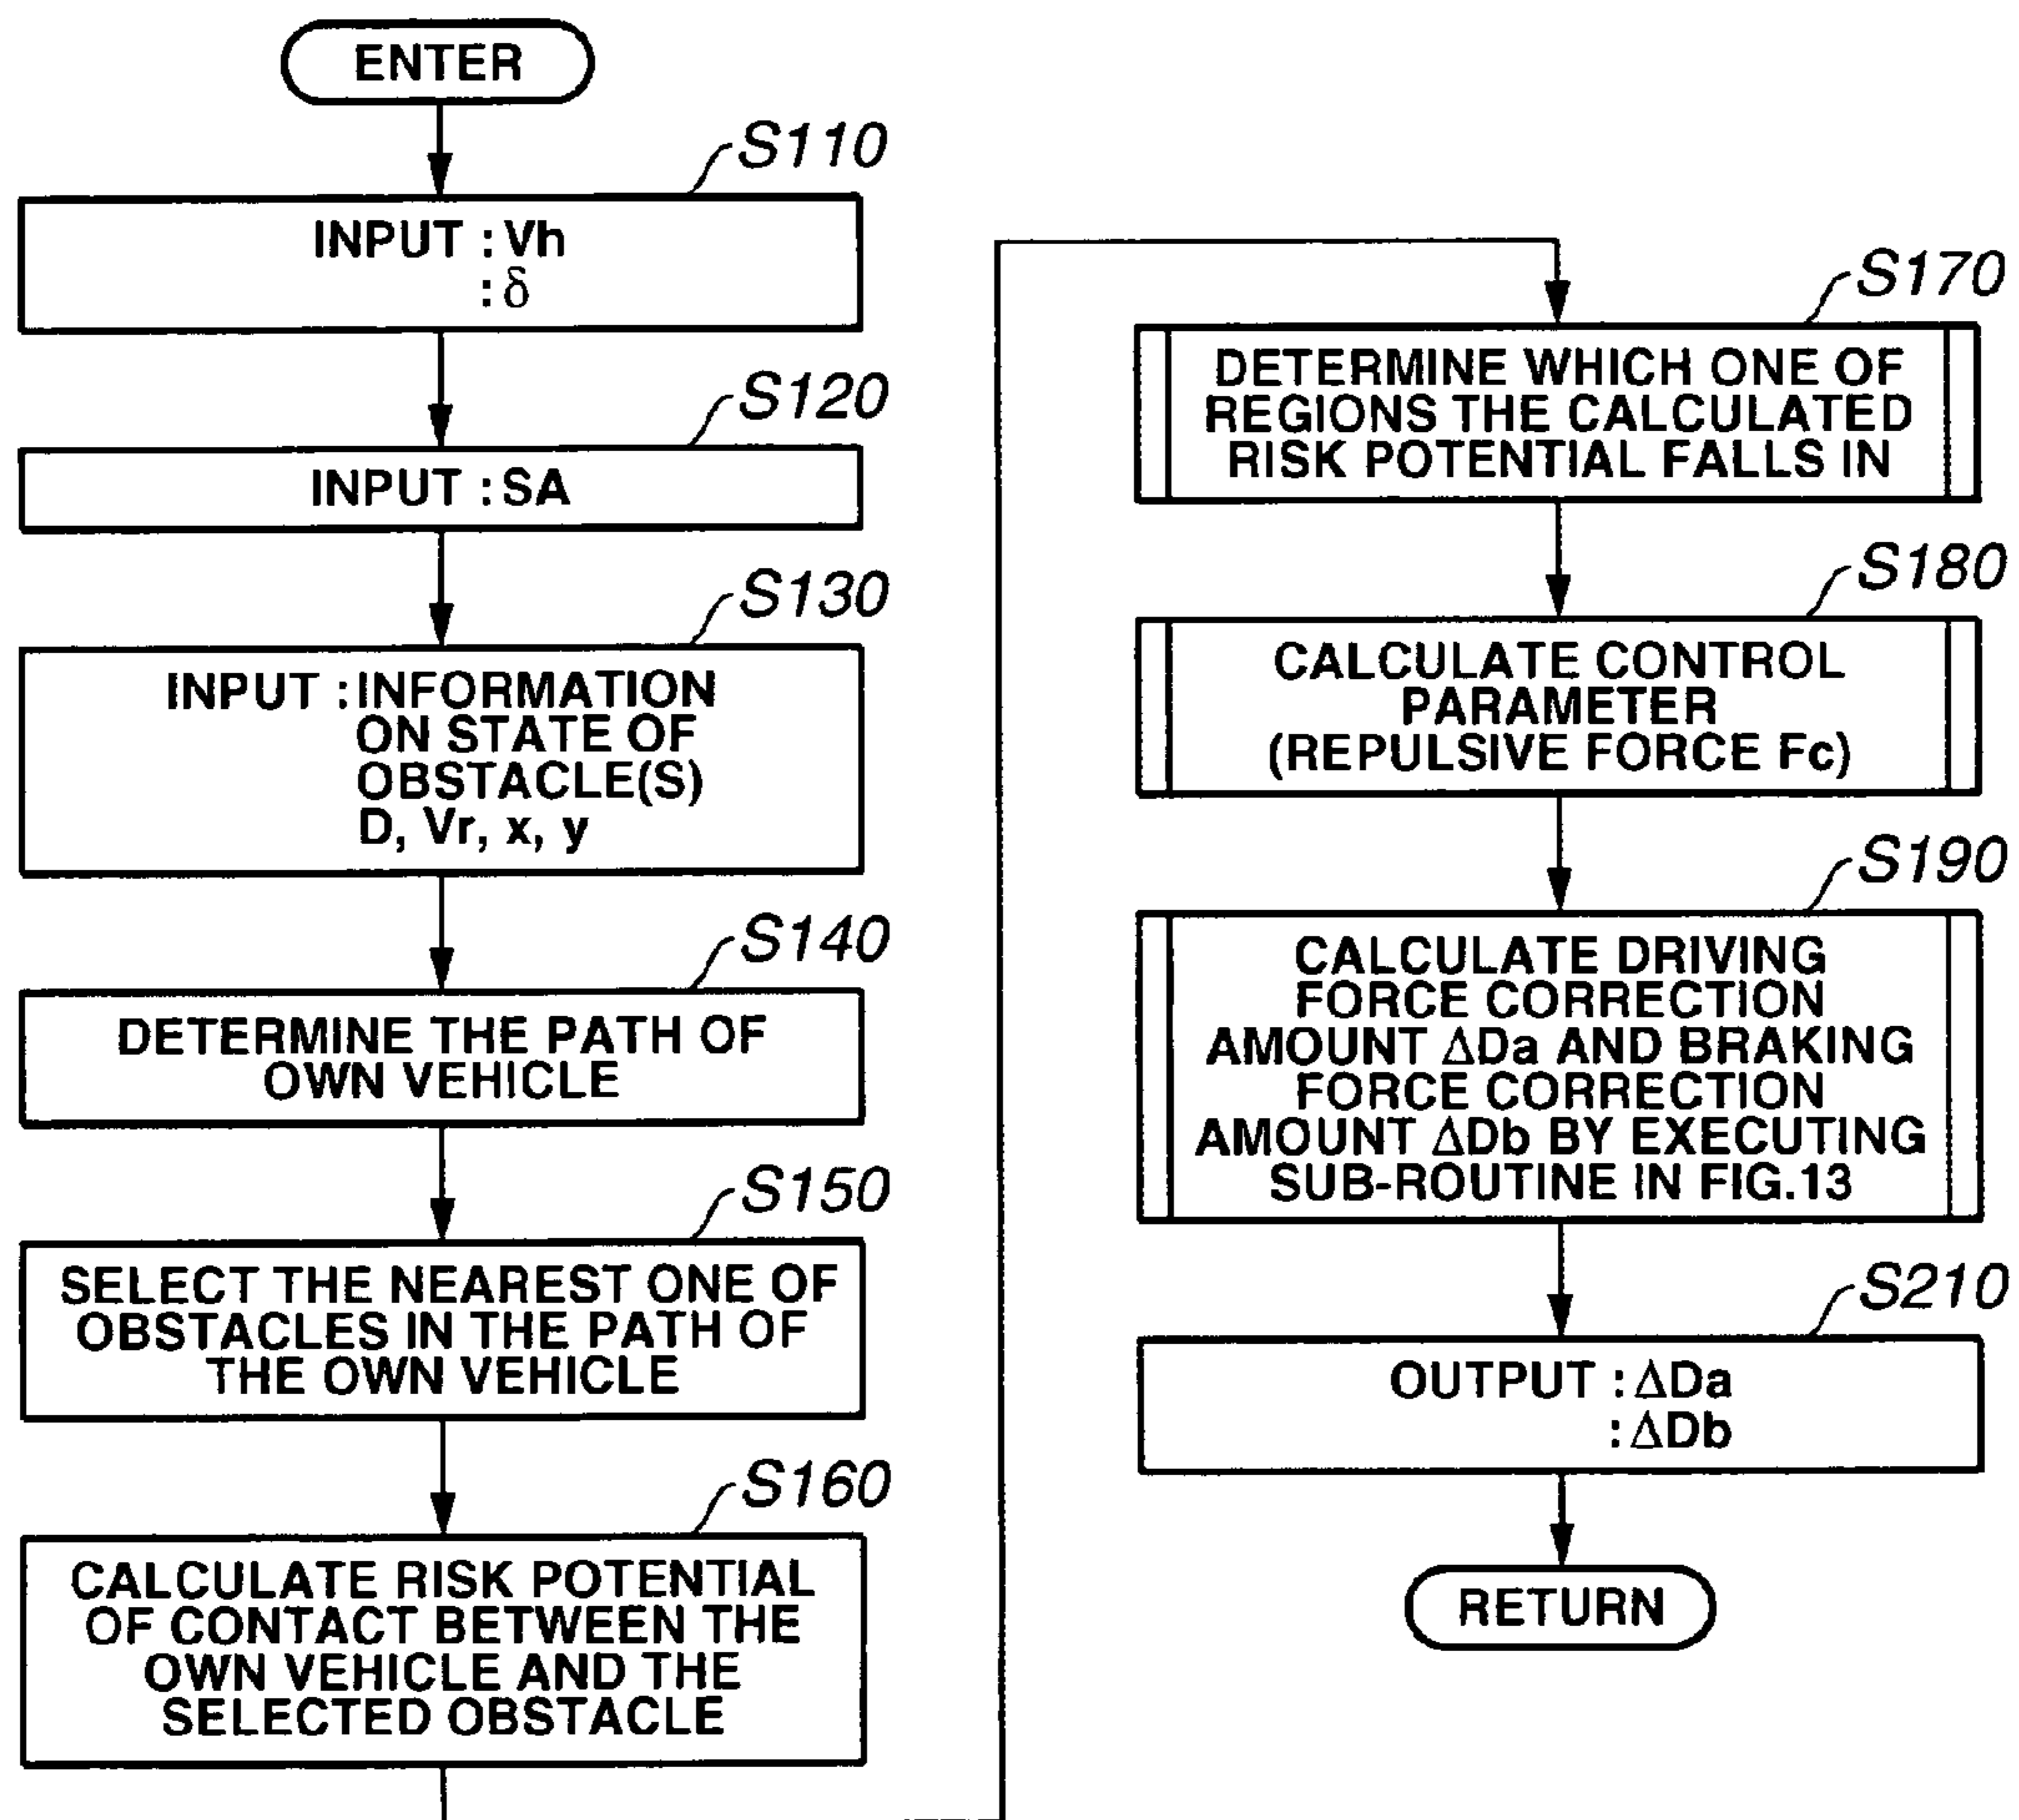 ENTER
S110
INPUT : Vh
: δ
S120
INPUT : SA
S130
INPUT : INFORMATION
ON STATE OF
OBSTACLE(S)
D, Vr, x, y
S140
DETERMINE THE PATH OF
OWN VEHICLE
S150
SELECT THE NEAREST ONE OF
OBSTACLES IN THE PATH OF
THE OWN VEHICLE
S160
CALCULATE RISK POTENTIAL
OF CONTACT BETWEEN THE
OWN VEHICLE AND THE
SELECTED OBSTACLE
S170
DETERMINE WHICH ONE OF
REGIONS THE CALCULATED
RISK POTENTIAL FALLS IN
S180
CALCULATE CONTROL
PARAMETER
(REPULSIVE FORCE Fc)
S190
CALCULATE DRIVING
FORCE CORRECTION
AMOUNT ΔDa AND BRAKING
FORCE CORRECTION
AMOUNT ΔDb BY EXECUTING
SUB-ROUTINE IN FIG.13
S210
OUTPUT : ΔDa
: ΔDb
RETURN